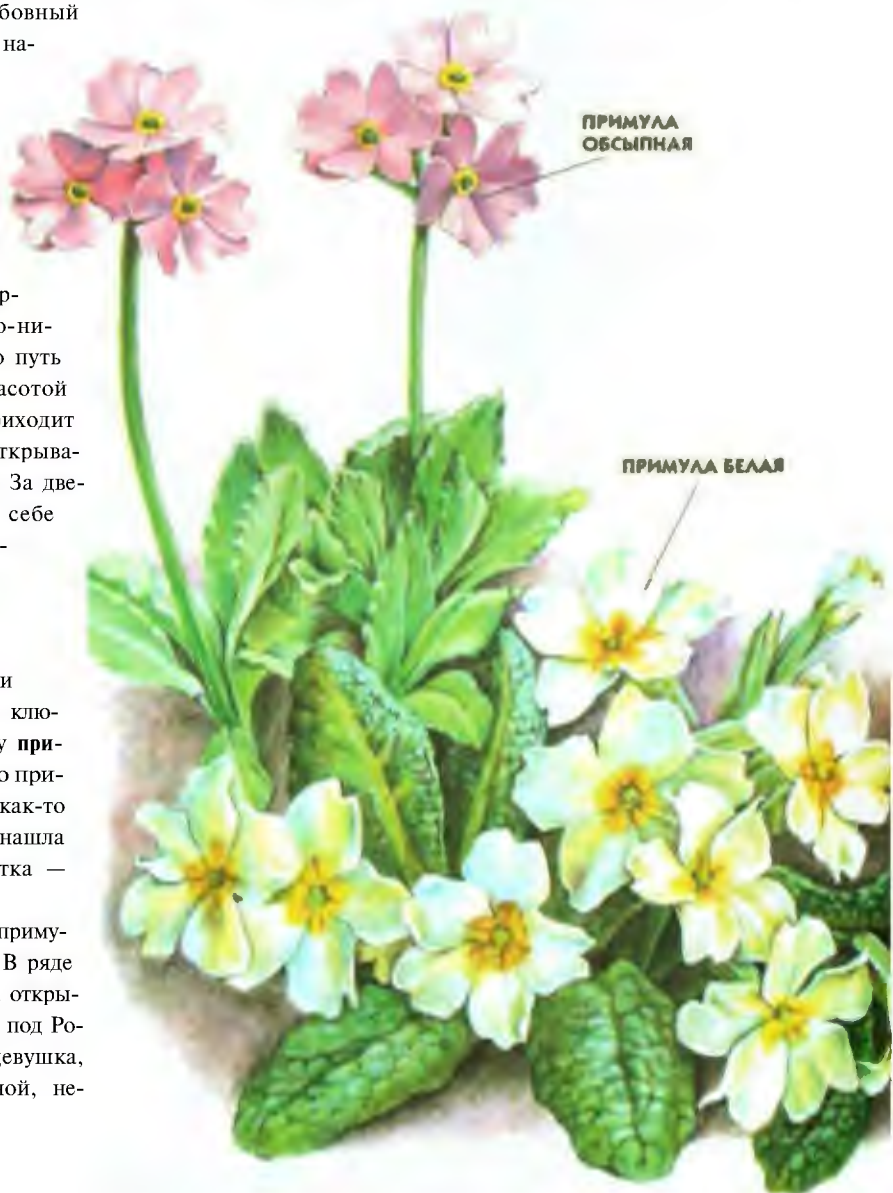 бовный
на-
р-
о-ни-
о путь
асотой
иходит
ткрыва-
За две-
себе
-
и
клю-
у при-
о при-
как-то
нашла
тка —
приму-
В ряде
откры-
под Ро-
девушка,
ной, не-
ПРИМУЛА
ОБСЫПНАЯ
ПРИМУЛА БЕЛАЯ